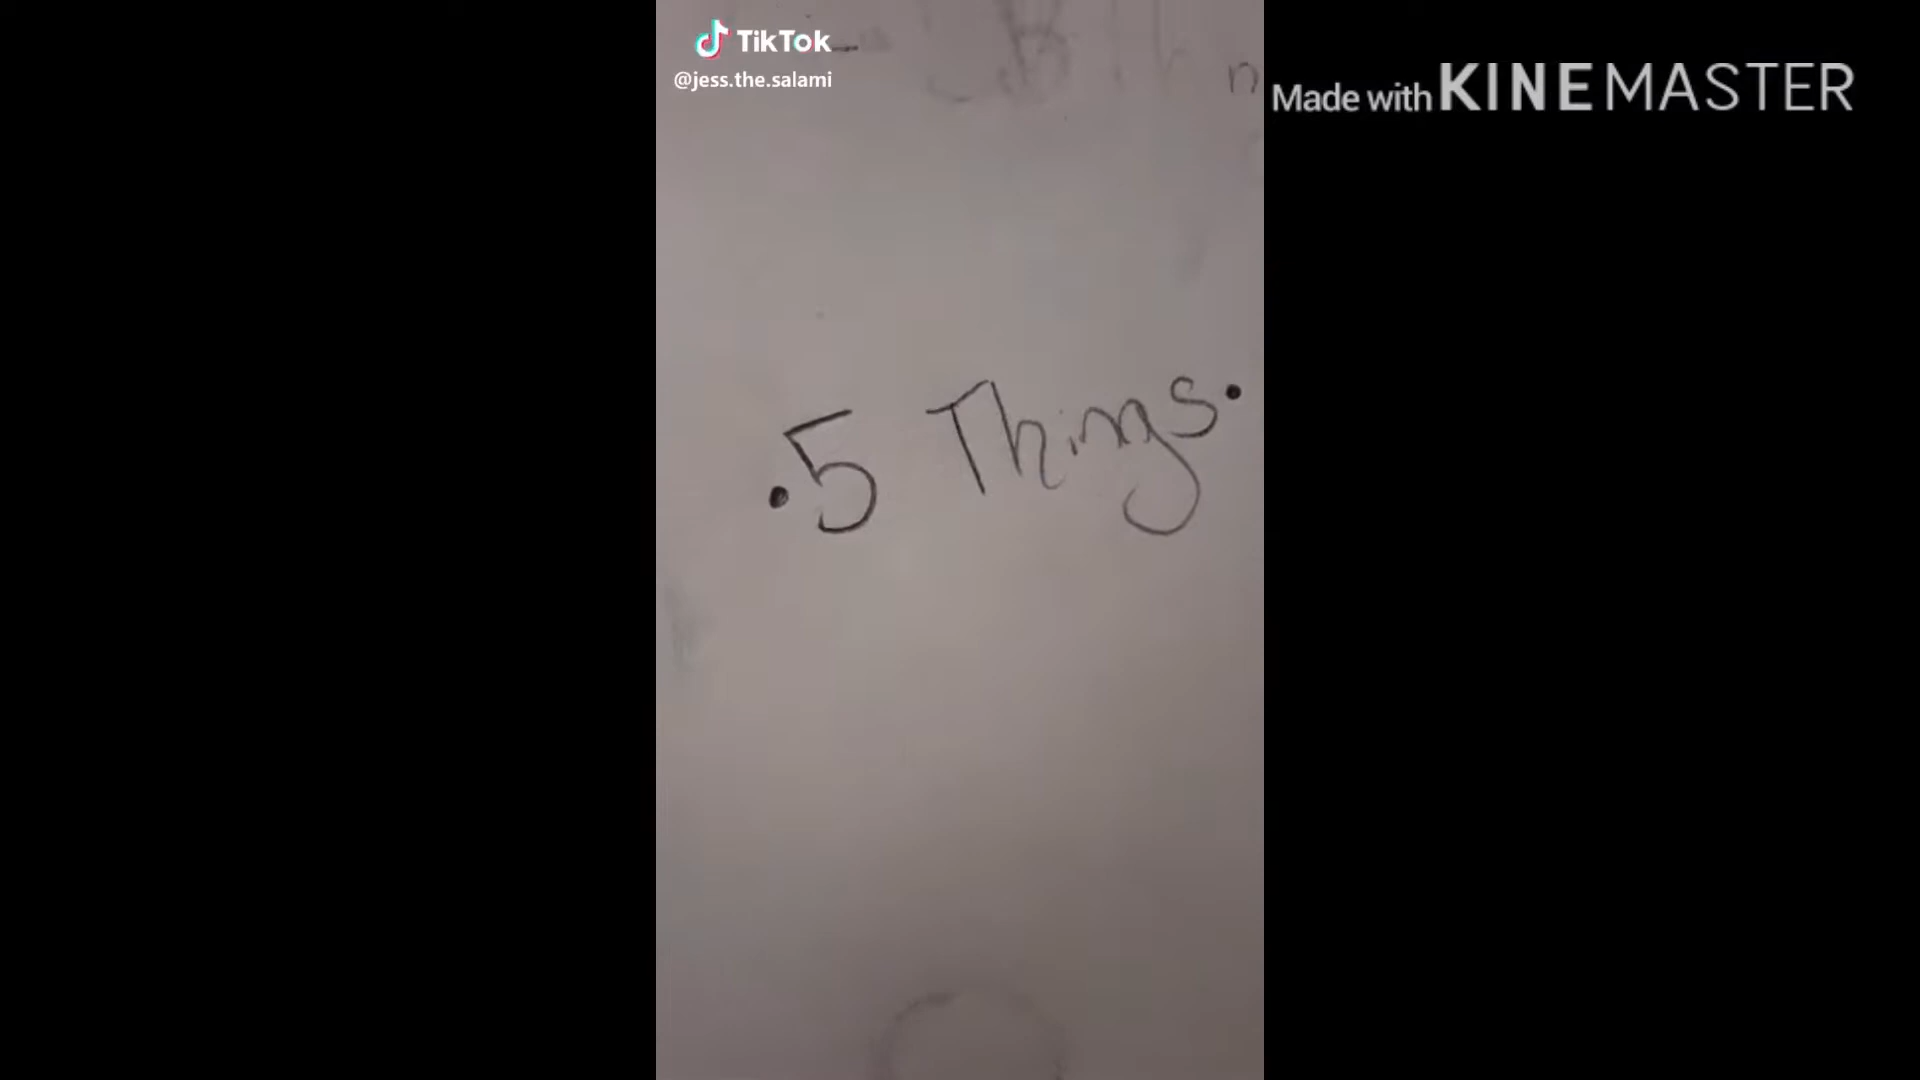 TikTok
@jess.the.salami
Made with KINEMASTER
n
.5 Things.